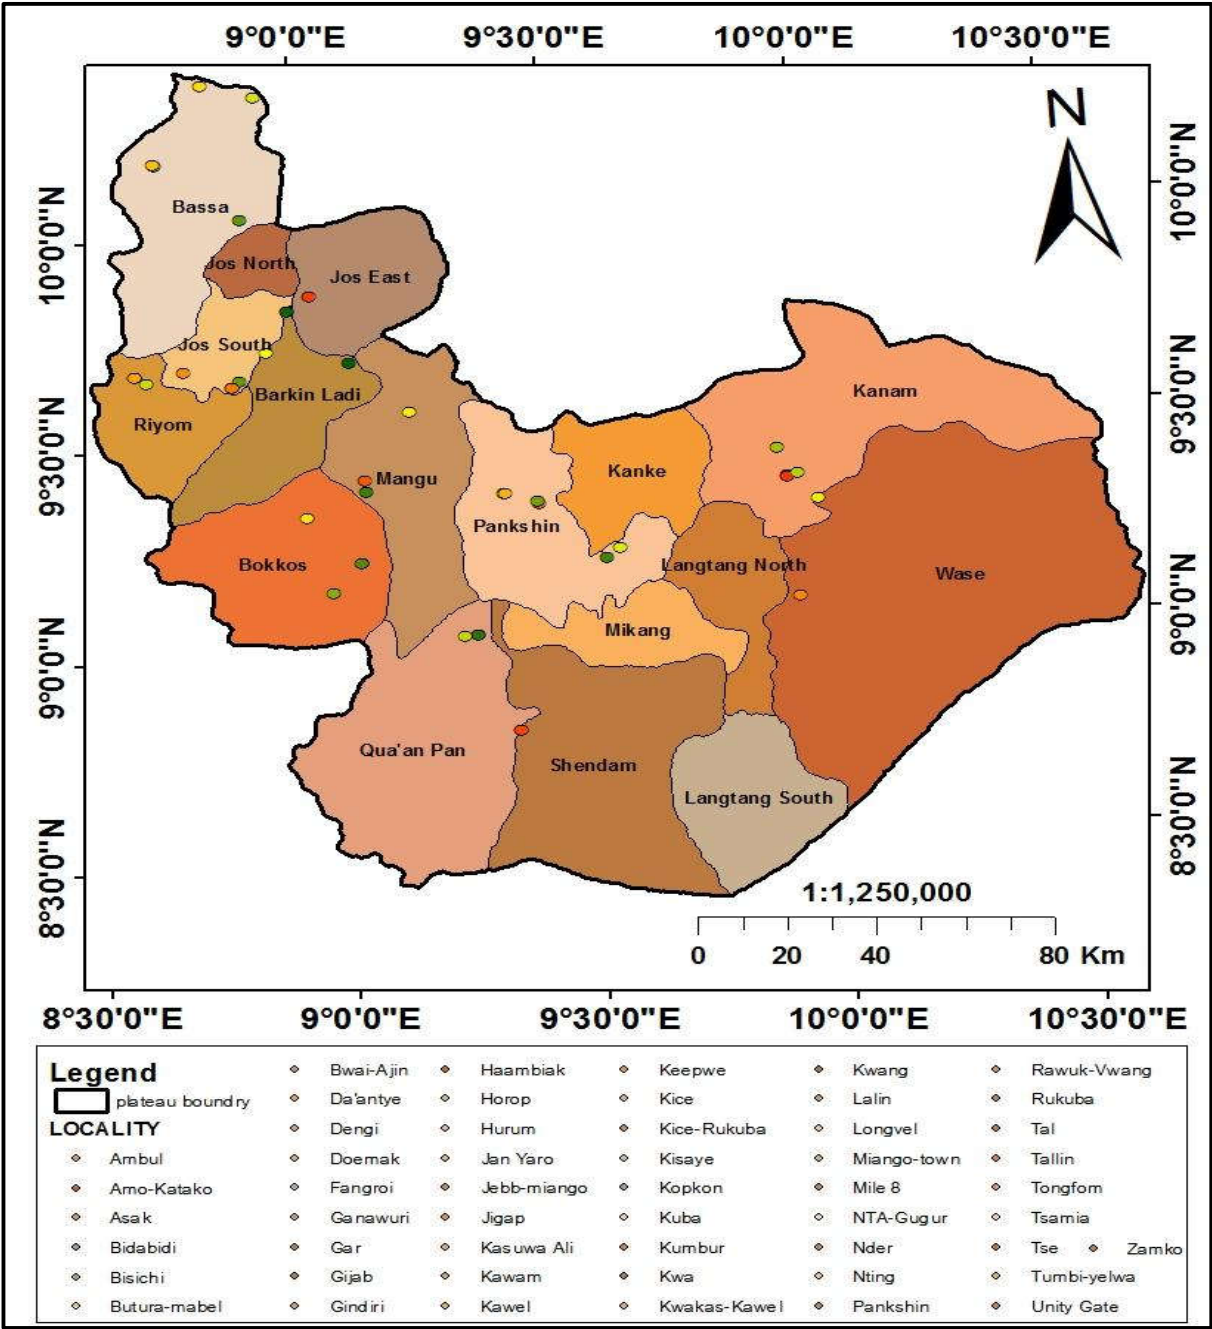 9°0'0"E 9°30'0"E 10°0'0"E 10°30'0"E
N
10°0'0"N
10°0'0"N
9°30'0"N
9°30'0"N
9°0'0"N
9°0'0"N
8°30'0"N
8°30'0"N
Bassa
Jos North
Jos East
Jos South
Barkin Ladi
Riyom
Kanam
Kanke
Mangu
Pankshin
Bokkos
Langtang North
Wase
Mikang
Qua'an Pan
Shendam
Langtang South
1:1,250,000
0 20 40 80 Km
8°30'0"E 9°0'0"E 9°30'0"E 10°0'0"E 10°30'0"E
Legend
plateau boundry
LOCALITY
Ambul
Amo-Katako
Asak
Bidabidi
Bisichi
Butura-mabel
Bwai-Ajin
Da'antye
Dengi
Doemak
Fangroi
Ganawuri
Gar
Gijab
Gindiri
Haambiak
Horop
Hurum
Jan Yaro
Jebb-miango
Jigap
Kasuwa Ali
Kawam
Kawel
Keepwe
Kice
Kice-Rukuba
Kisaye
Kopkon
Kuba
Kumbur
Kwa
Kwakas-Kawel
Kwang
Lalin
Longvel
Miango-town
Mile 8
NTA-Gugur
Nder
Nting
Pankshin
Rawuk-Vwang
Rukuba
Tal
Tallin
Tongfom
Tsamia
Tse Zamko
Tumbi-yelwa
Unity Gate